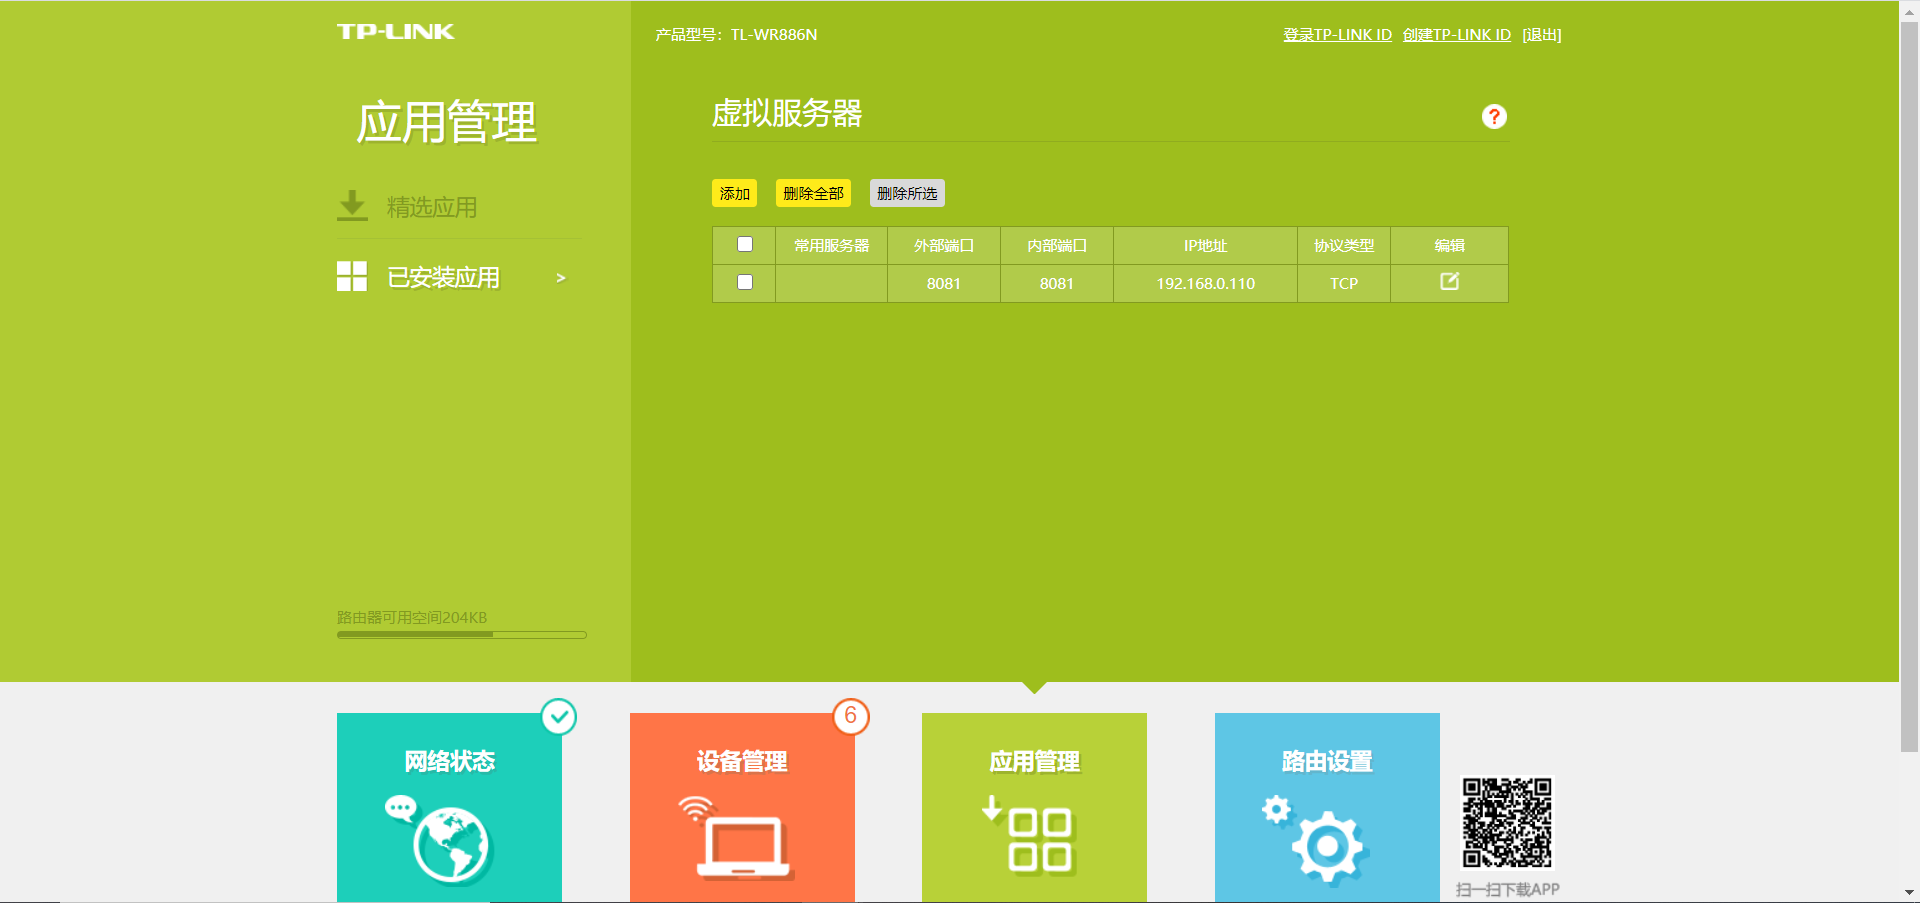 TP-LINK
产品型号：TL-WR886N
登录TP-LINK ID 创建TP-LINK ID [退出]
应用管理
精选应用
已安装应用 >
路由器可用空间204KB
虚拟服务器
?
添加 删除全部 删除所选
常用服务器 外部端口 内部端口 IP地址 协议类型 编辑
8081 8081 192.168.0.110 TCP
网络状态
设备管理
6
应用管理
路由设置
扫一扫下载APP